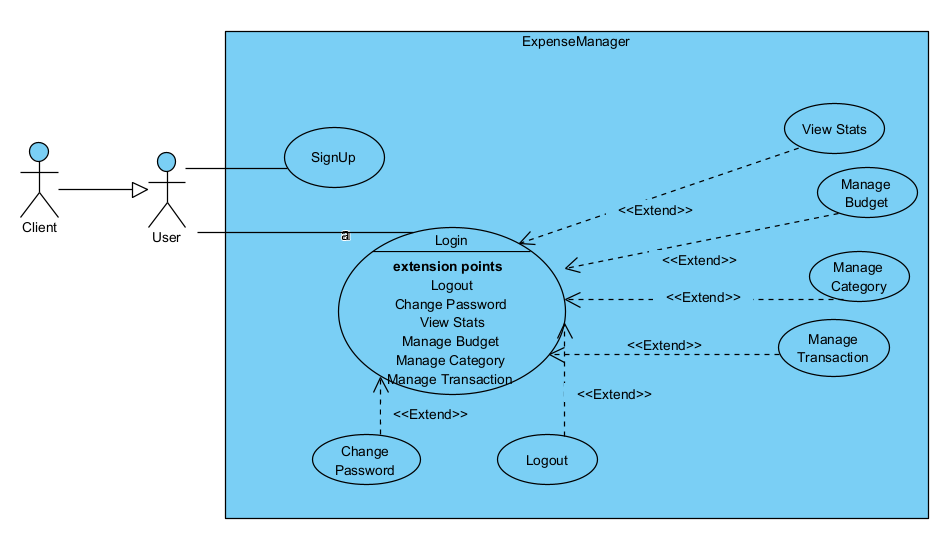 ExpenseManager
View Stats
SignUp
Manage
Budget
Client
User
<<Extend>>
a
Login
<<Extend>>
extension points
Logout
Change Password
View Stats
Manage Budget
Manage Category
Manage Transaction
Manage
Category
<<Extend>>
Manage
Transaction
<<Extend>>
<<Extend>>
<<Extend>>
Change
Password
Logout